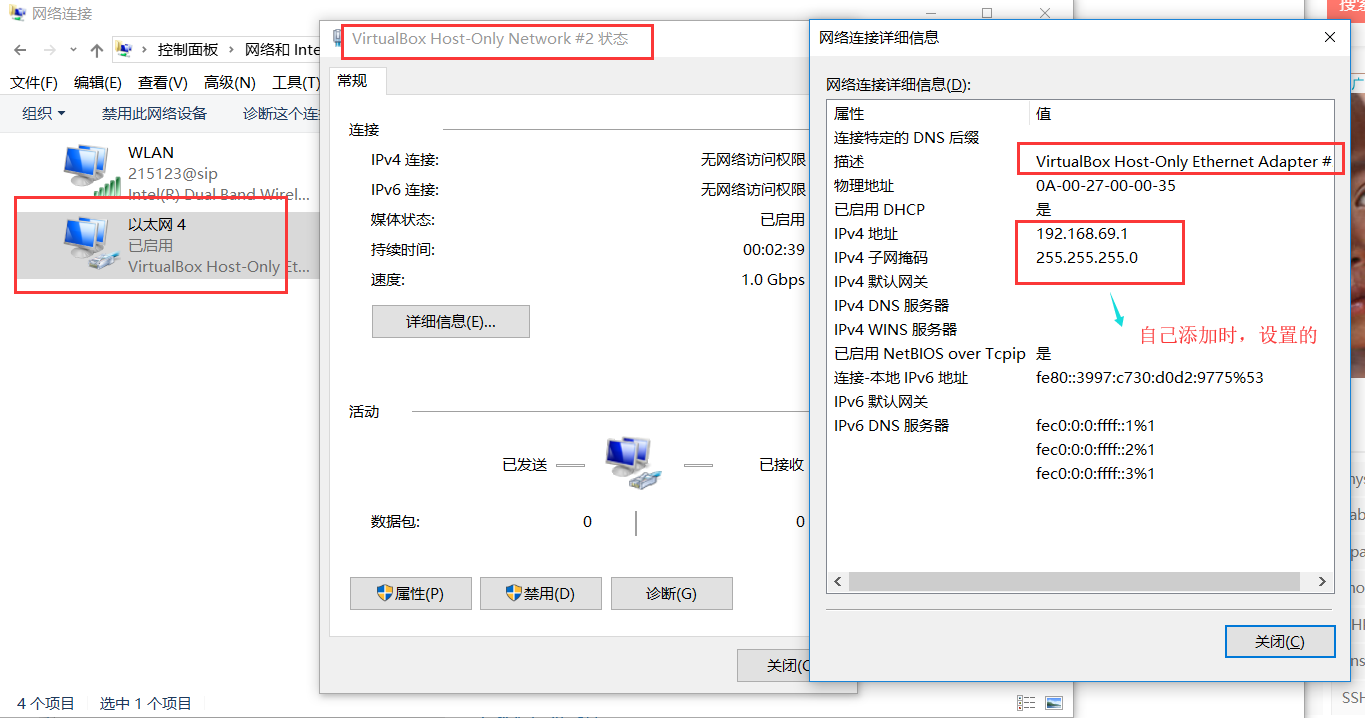 网络连接
控制面板 › 网络和 Inte
文件(F) 编辑(E) 查看(V) 高级(N) 工具(T)
组织 禁用此网络设备 诊断这个连
WLAN
215123@sip
Intel(R) Dual Band Wirel...
以太网 4
已启用
VirtualBox Host-Only Et...
4 个项目 选中 1 个项目
VirtualBox Host-Only Network #2 状态
常规
连接
IPv4 连接: 无网络访问权限
IPv6 连接: 无网络访问权限
媒体状态: 已启用
持续时间: 00:02:39
速度: 1.0 Gbps
详细信息(E)...
活动
已发送 已接收
数据包: 0 0
属性(P) 禁用(D) 诊断(G)
关闭(C
网络连接详细信息
网络连接详细信息(D):
属性 值
连接特定的 DNS 后缀
描述 VirtualBox Host-Only Ethernet Adapter #
物理地址 0A-00-27-00-00-35
已启用 DHCP 是
IPv4 地址 192.168.69.1
IPv4 子网掩码 255.255.255.0
IPv4 默认网关
IPv4 DNS 服务器
IPv4 WINS 服务器
已启用 NetBIOS over Tcpip 是
连接-本地 IPv6 地址 fe80::3997:c730:d0d2:9775%53
IPv6 默认网关
IPv6 DNS 服务器 fec0:0:0:ffff::1%1
fec0:0:0:ffff::2%1
fec0:0:0:ffff::3%1
自己添加时，设置的
关闭(C)
SSH